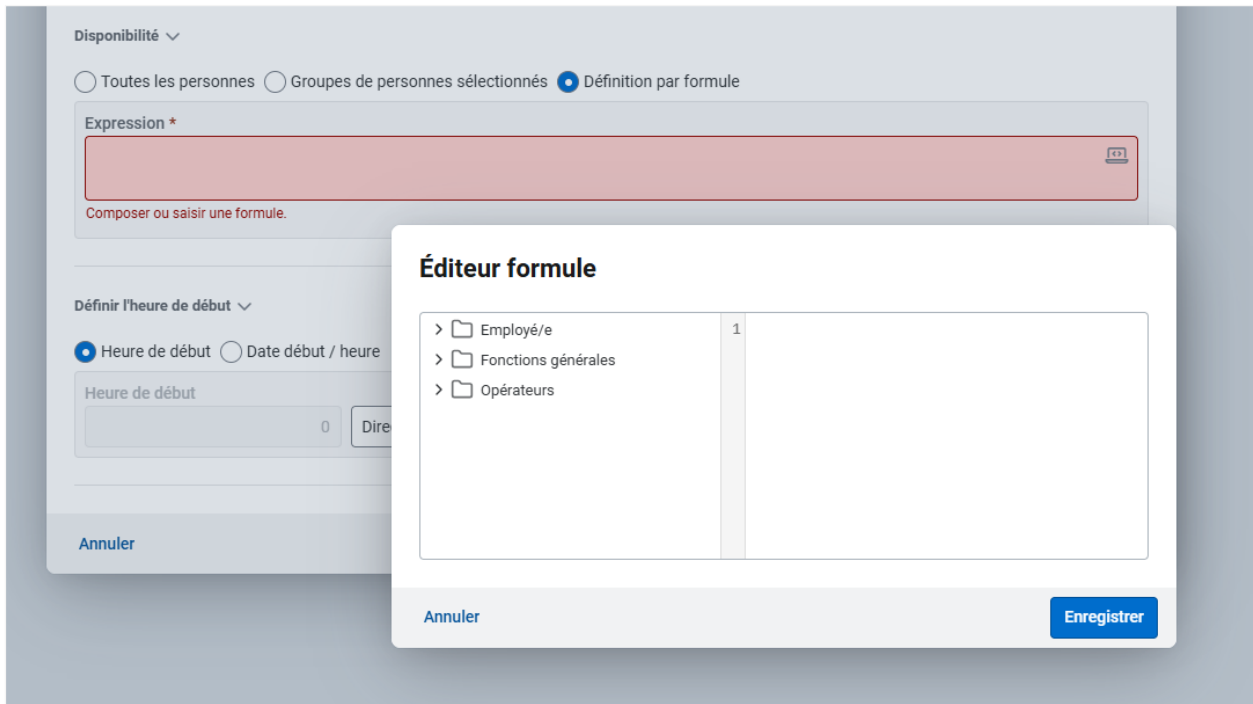 Disponibilité
Toutes les personnes Groupes de personnes sélectionnés Définition par formule
Expression *
Composer ou saisir une formule.
Définir l'heure de début
Heure de début Date début / heure
Heure de début
0
Annuler
Éditeur formule
Employé/e
Fonctions générales
Opérateurs
1
Annuler
Enregistrer